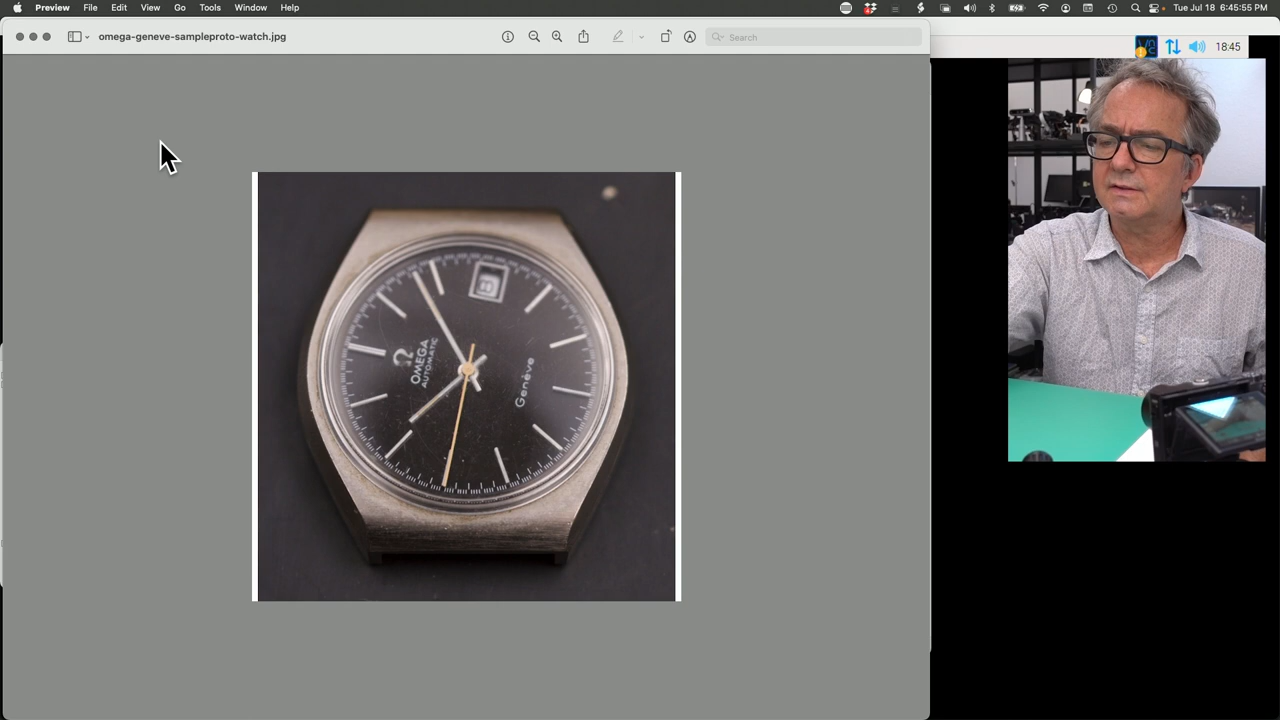 Preview File Edit View Go Tools Window Help Tue Jul 18 6:45:55 PM
omega-geneve-sampleproto-watch.jpg Search
18:45
OMEGA
AUTOMATIC
Genève